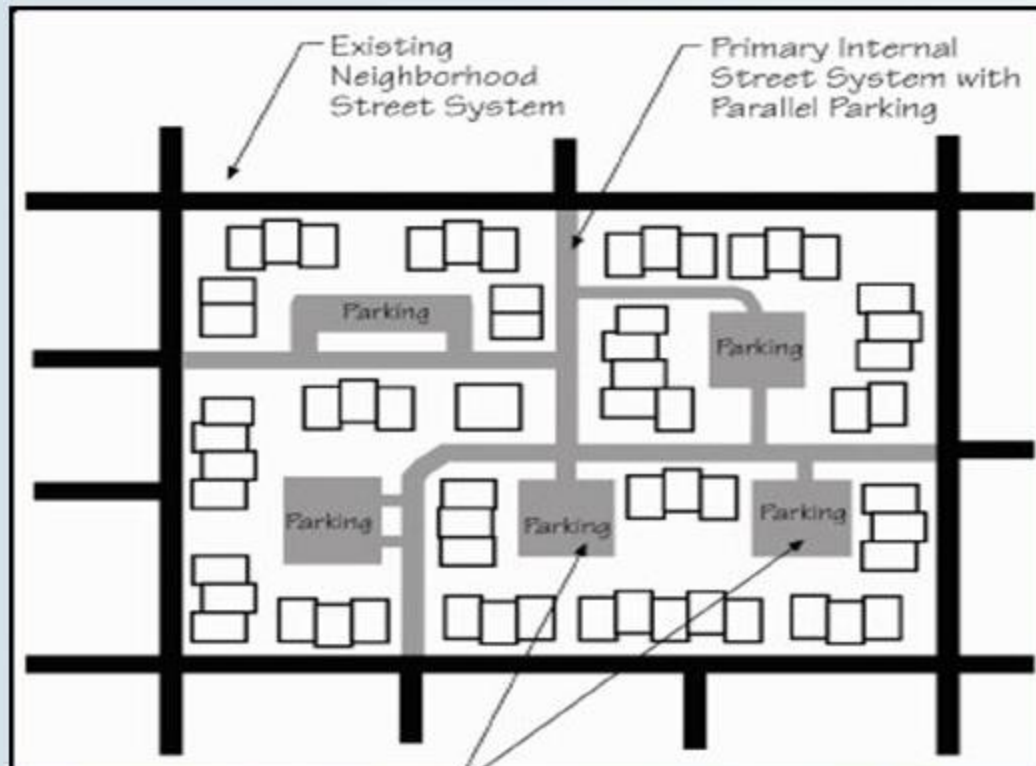 Existing
Neighborhood
Street System
Primary Internal
Street System with
Parallel Parking
Parking
Parking
Parking
Parking
Parking